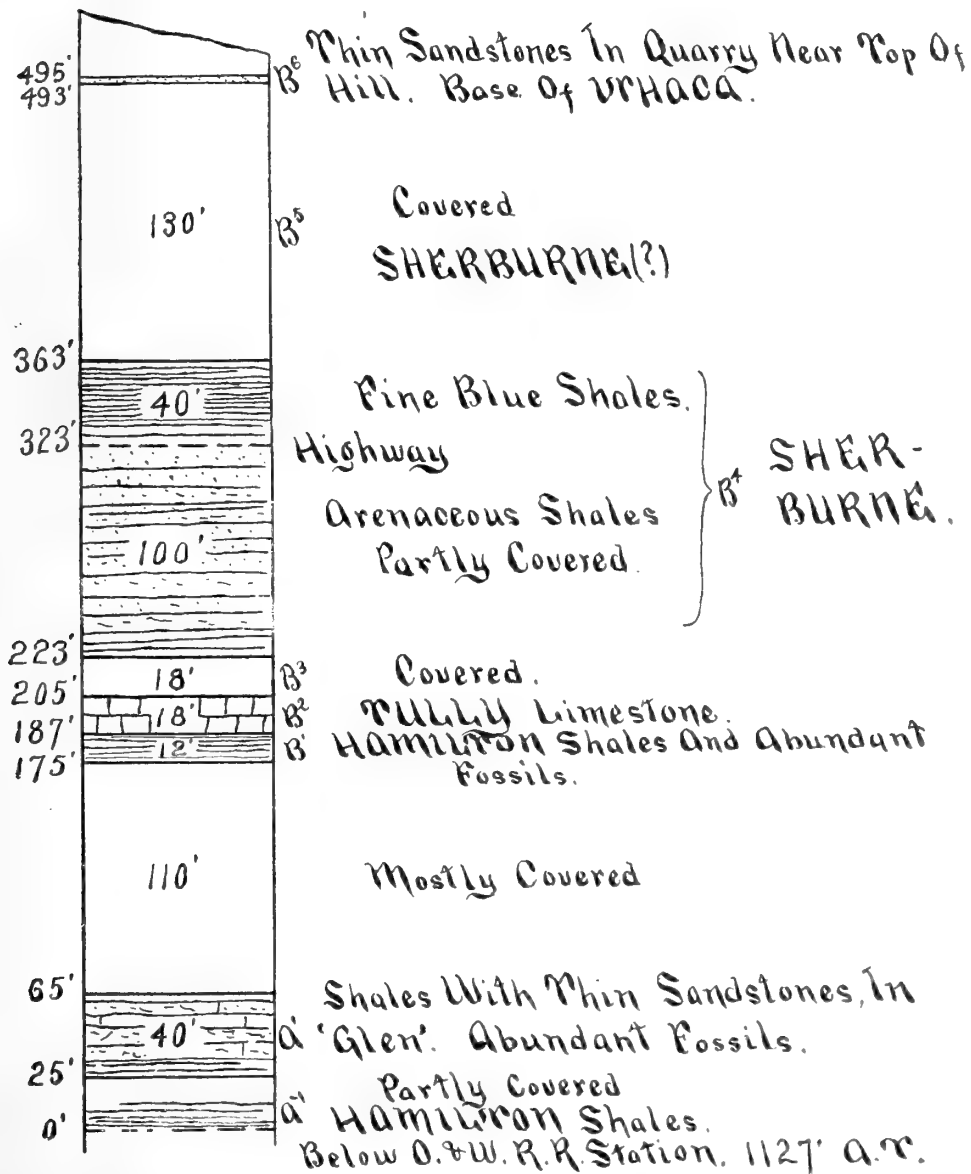 495'
493'
B⁶ Thin Sandstones In Quarry Near Top Of
Hill. Base Of ITHACA.
130'
B⁵
Covered
SHERBURNE(?)
363'
40'
Fine Blue Shales.
323'
Highway
B⁴
SHER-
BURNE.
100'
Arenaceous Shales
Partly Covered.
223'
18'
B³
Covered.
205'
18'
B²
TULLY Limestone.
187'
12'
B¹
HAMILTON Shales And Abundant
Fossils.
175'
110'
Mostly Covered
65'
40'
Shales With Thin Sandstones, In
A¹ 'Glen'. Abundant Fossils.
25'
Partly Covered
A⁻¹ HAMILTON Shales.
0'
Below O. & W. R. R. Station. 1127' A.T.